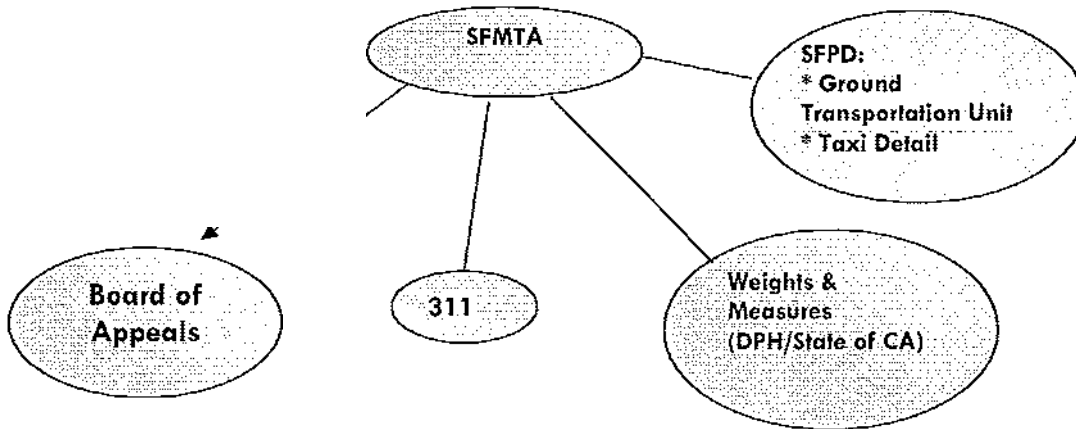 SFMTA
SFPD:
* Ground
Transportation Unit
* Taxi Detail
Board of
Appeals
311
Weights &
Measures
(DPH/State of CA)